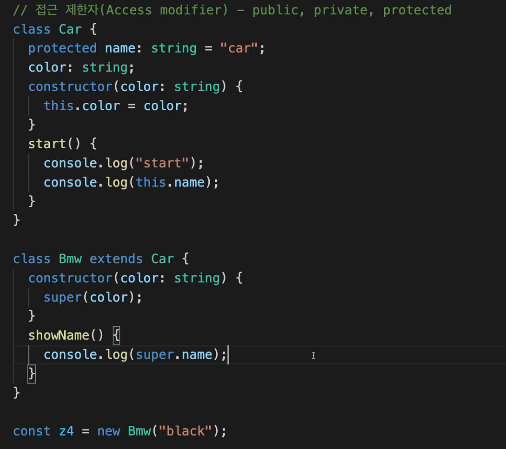 // 접근 제한자(Access modifier) - public, private, protected
class Car {
  protected name: string = "car";
  color: string;
  constructor(color: string) {
    this.color = color;
  }
  start() {
    console.log("start");
    console.log(this.name);
  }
}

class Bmw extends Car {
  constructor(color: string) {
    super(color);
  }
  showName() {
    console.log(super.name);
  }
}

const z4 = new Bmw("black");